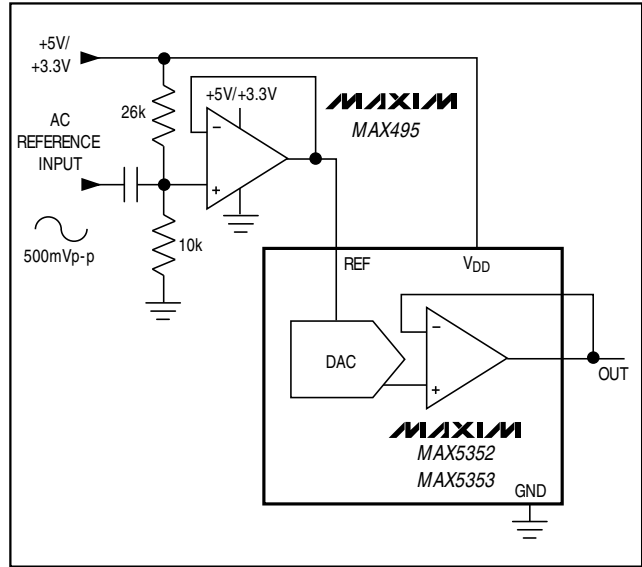 +5V/
+3.3V
AC
REFERENCE
INPUT
500mVp-p
26k
10k
+5V/+3.3V
−
+
MAXIM
MAX495
REF
VDD
DAC
−
+
OUT
MAXIM
MAX5352
MAX5353
GND